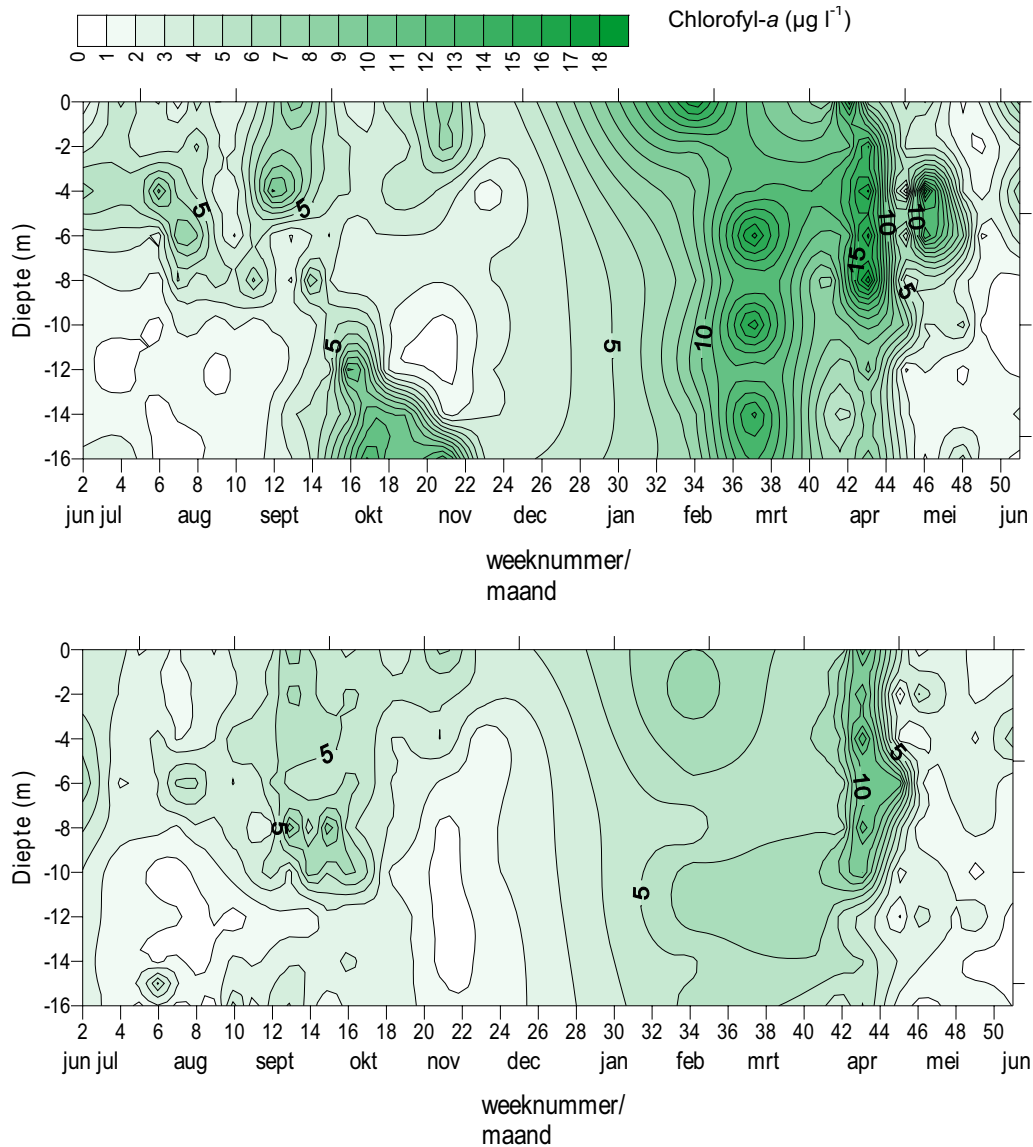 Chlorofyl-a (µg l-1)
0 1 2 3 4 5 6 7 8 9 10 11 12 13 14 15 16 17 18
0
-2
-4
-6
-8
-10
-12
-14
-16
Diepte (m)
5 5 5 5 10 15 10 10 5
2 4 6 8 10 12 14 16 18 20 22 24 26 28 30 32 34 36 38 40 42 44 46 48 50
jun jul aug sept okt nov dec jan feb mrt apr mei jun
weeknummer/
maand
0
-2
-4
-6
-8
-10
-12
-14
-16
Diepte (m)
5 5 5 10 5
2 4 6 8 10 12 14 16 18 20 22 24 26 28 30 32 34 36 38 40 42 44 46 48 50
jun jul aug sept okt nov dec jan feb mrt apr mei jun
weeknummer/
maand